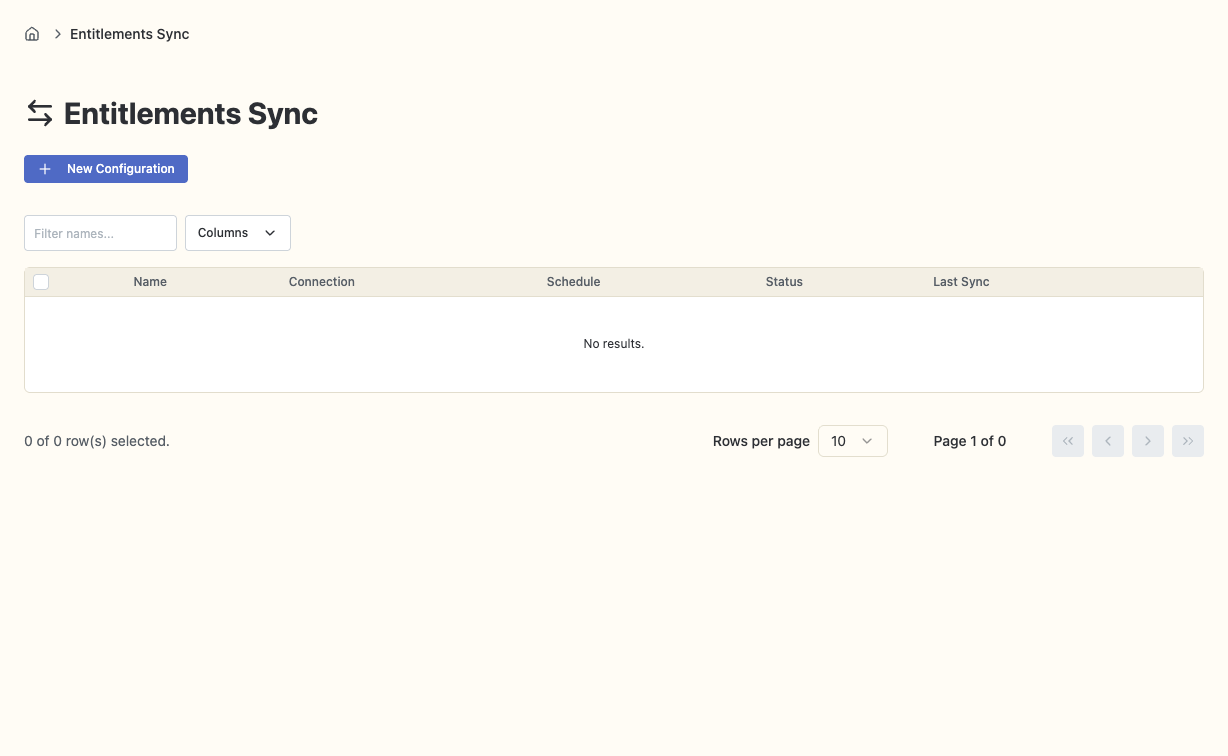 Entitlements Sync
Entitlements Sync
New Configuration
Filter names...
Columns
Name Connection Schedule Status Last Sync
No results.
0 of 0 row(s) selected. Rows per page 10 Page 1 of 0